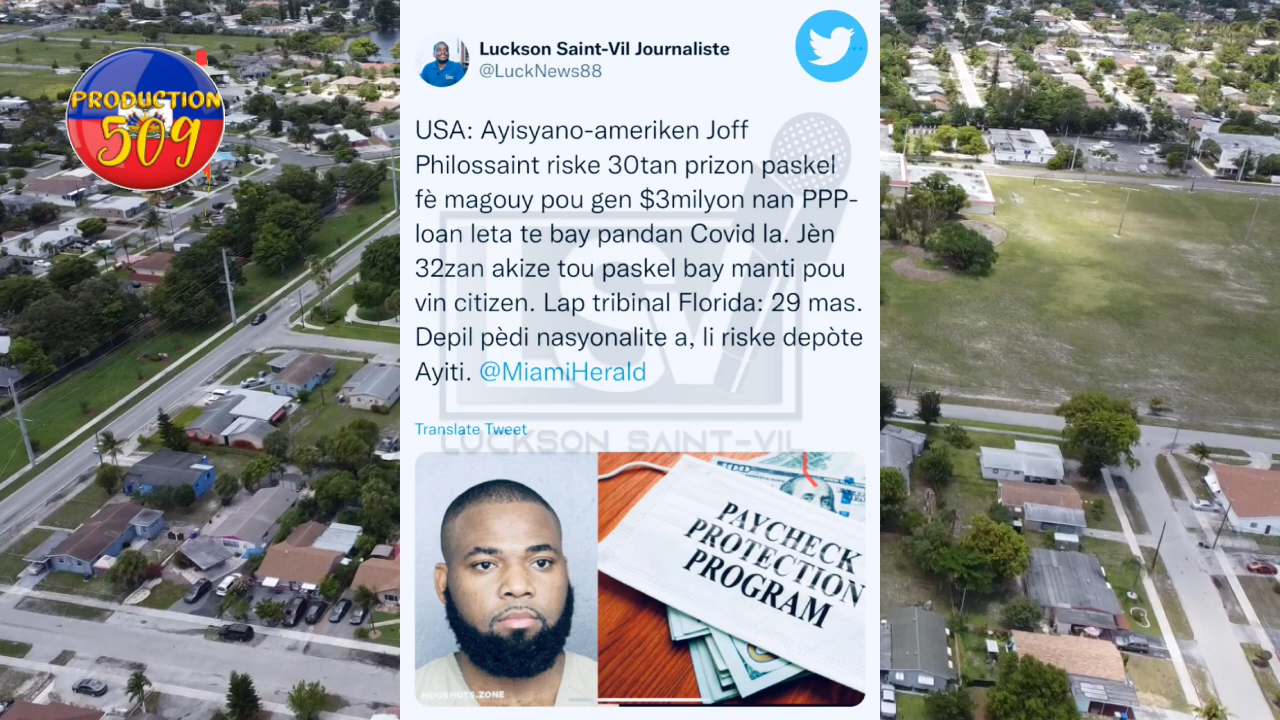 PRODUCTION
509
Luckson Saint-Vil Journaliste
@LuckNews88
USA: Ayisyano-ameriken Joff
Philossaint riske 30tan prizon paskel
fè magouy pou gen $3milyon nan PPP-
loan leta te bay pandan Covid la. Jèn
32zan akize tou paskel bay manti pou
vin citizen. Lap tribinal Florida: 29 mas.
Depil pèdi nasyonalite a, li riske depòte
Ayiti. @MiamiHerald
Translate Tweet
LSV
LUCKSON SAINT-VIL
PAYCHECK
PROTECTION
PROGRAM
MUGSHOTS.ZONE